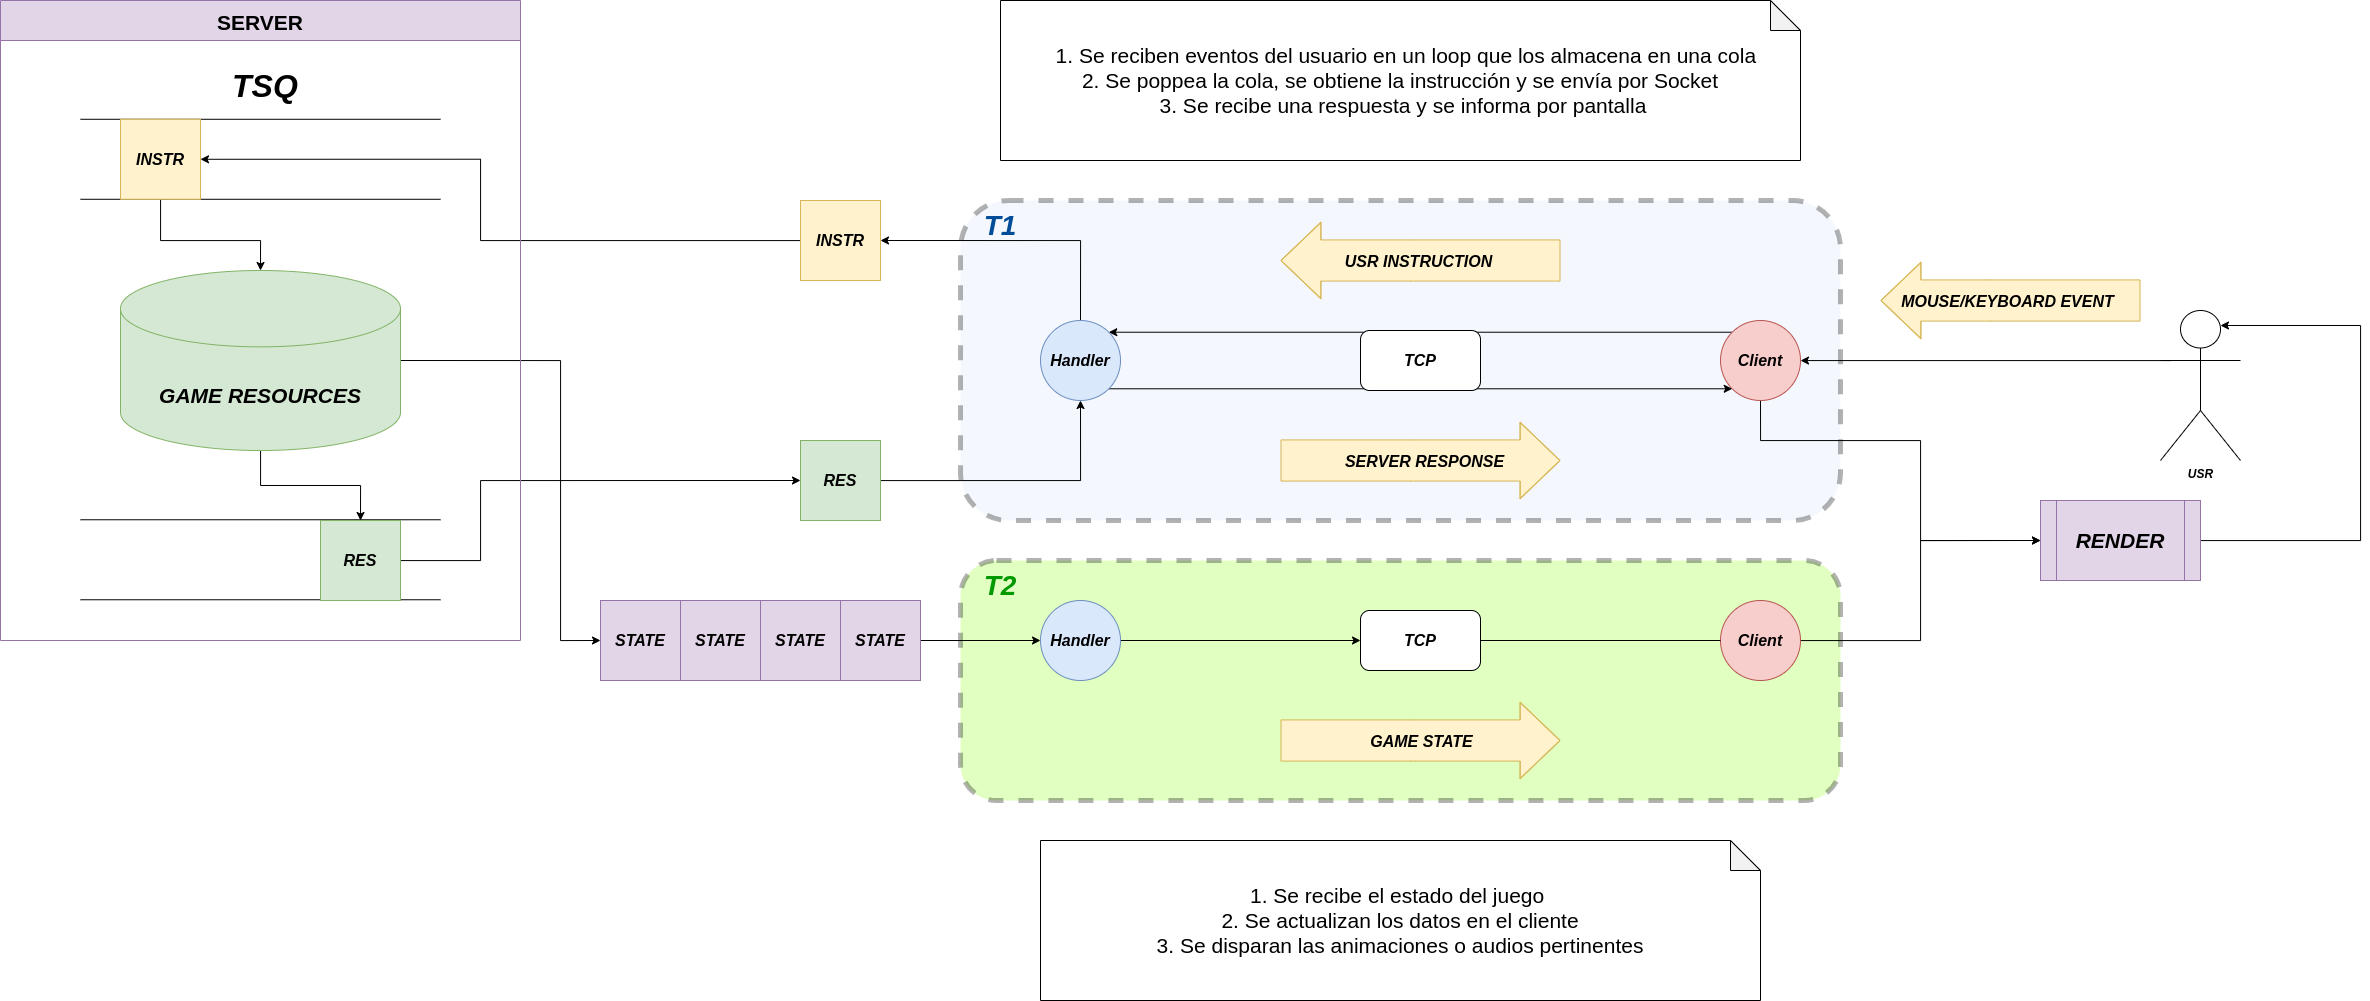 SERVER
TSQ
INSTR
GAME RESOURCES
RES
1. Se reciben eventos del usuario en un loop que los almacena en una cola
2. Se poppea la cola, se obtiene la instrucción y se envía por Socket
3. Se recibe una respuesta y se informa por pantalla
INSTR
RES
T1
USR INSTRUCTION
Handler
TCP
Client
SERVER RESPONSE
MOUSE/KEYBOARD EVENT
USR
RENDER
STATE
STATE
STATE
STATE
T2
Handler
TCP
Client
GAME STATE
1. Se recibe el estado del juego
2. Se actualizan los datos en el cliente
3. Se disparan las animaciones o audios pertinentes